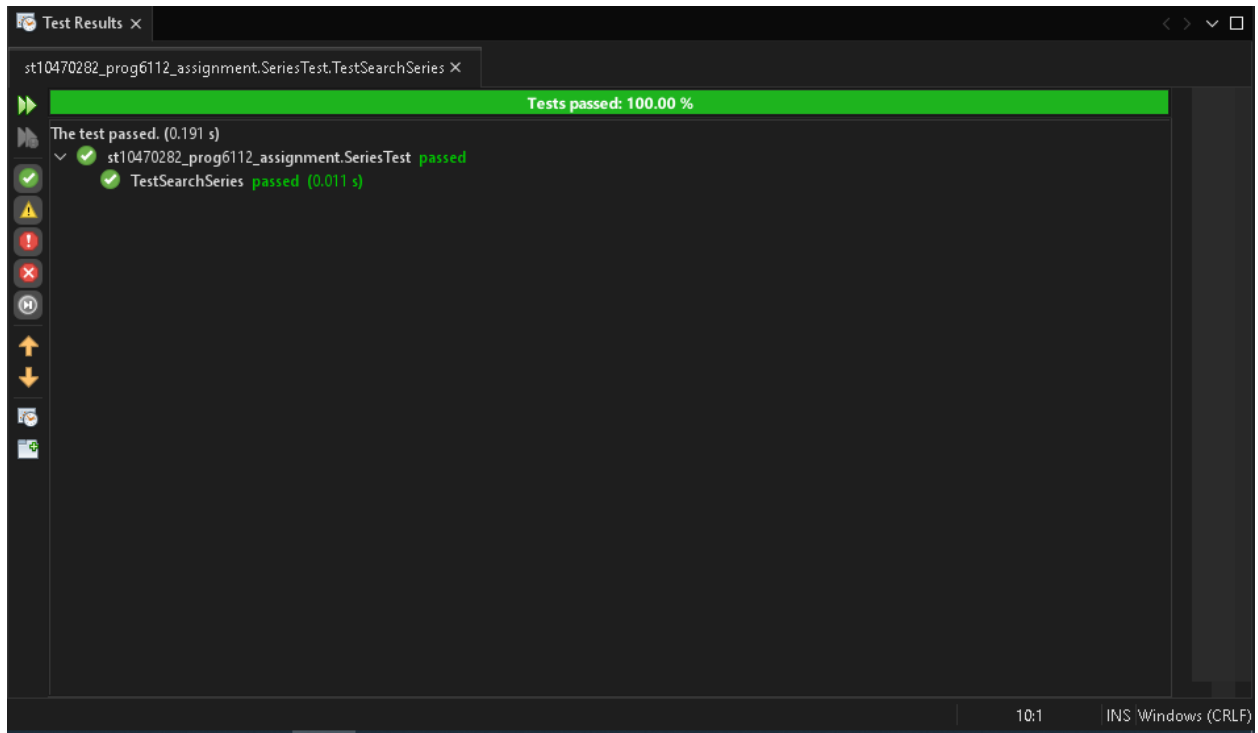 Test Results
st10470282_prog6112_assignment.SeriesTest.TestSearchSeries
Tests passed: 100.00 %
The test passed. (0.191 s)
st10470282_prog6112_assignment.SeriesTest passed
TestSearchSeries passed (0.011 s)
10:1 INS Windows (CRLF)